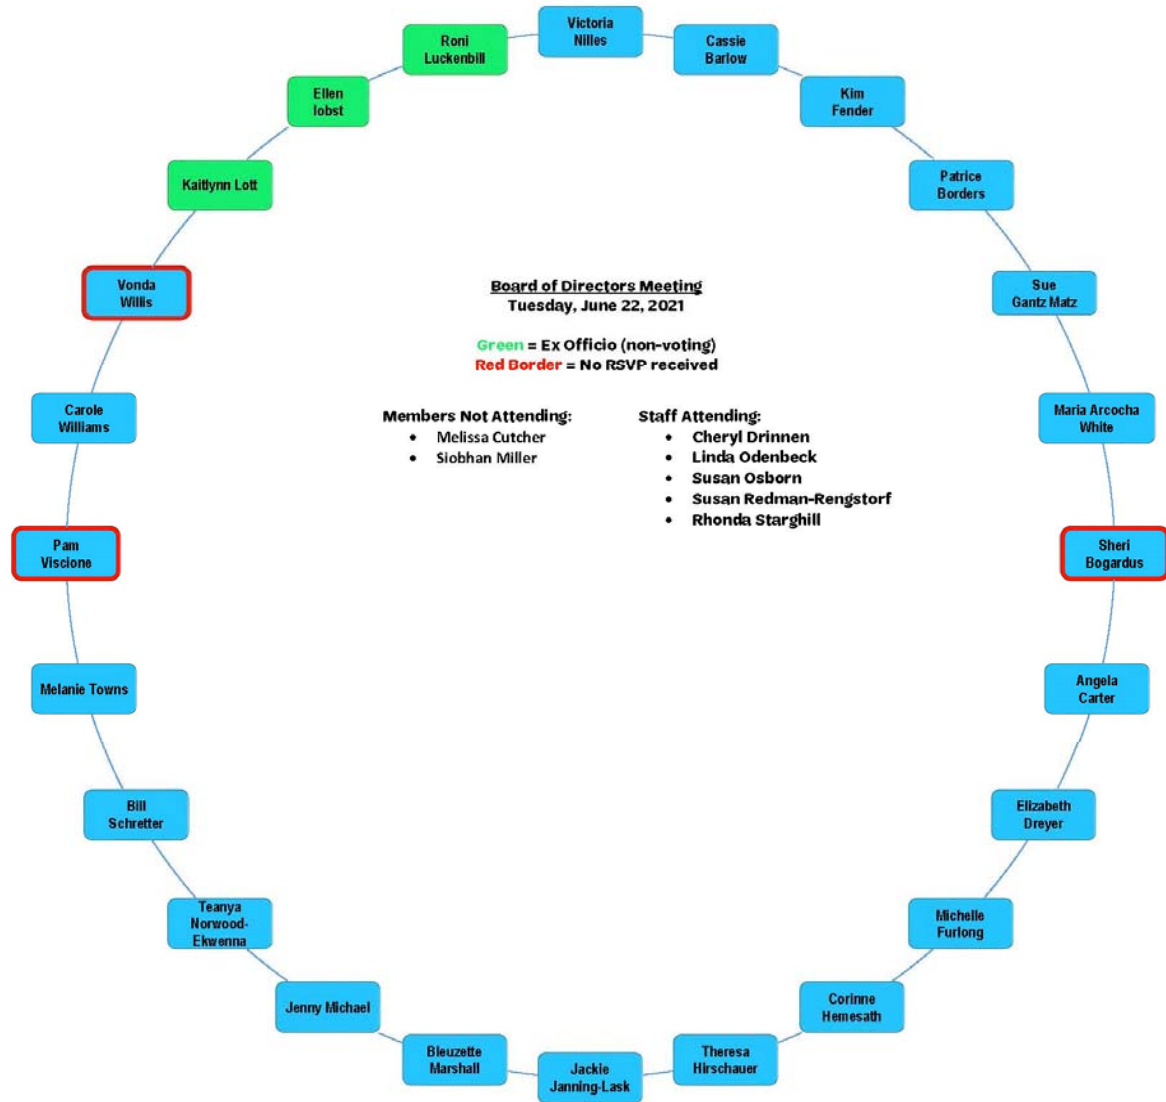 Victoria
Nilles
Cassie
Barlow
Kim
Fender
Patrice
Borders
Sue
Gantz Matz
Maria Arcocha
White
Sheri
Bogardus
Angela
Carter
Elizabeth
Dreyer
Michelle
Furlong
Corinne
Hemesath
Theresa
Hirschauer
Jackie
Janning-Lask
Bleuzette
Marshall
Jenny Michael
Teanya
Norwood-
Ekwenna
Bill
Schretter
Melanie Towns
Pam
Viscione
Carole
Williams
Vonda
Willis
Kaitlynn Lott
Ellen
Iobst
Roni
Luckenbill
Board of Directors Meeting
Tuesday, June 22, 2021
Green = Ex Officio (non-voting)
Red Border = No RSVP received
Members Not Attending:
• Melissa Cutcher
• Siobhan Miller
Staff Attending:
• Cheryl Drinnen
• Linda Odenbeck
• Susan Osborn
• Susan Redman-Rengstorf
• Rhonda Starghill